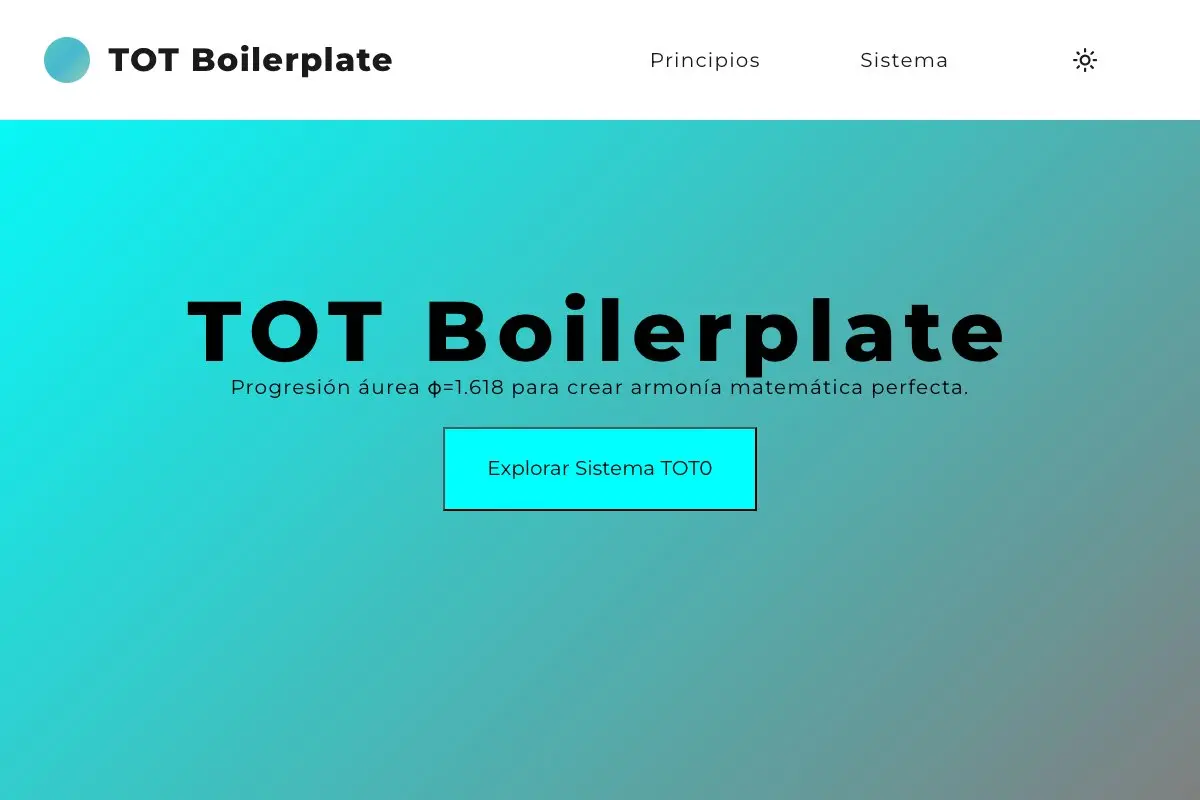 TOT Boilerplate
Principios
Sistema
TOT Boilerplate
Progresión áurea ϕ=1.618 para crear armonía matemática perfecta.
Explorar Sistema TOT0